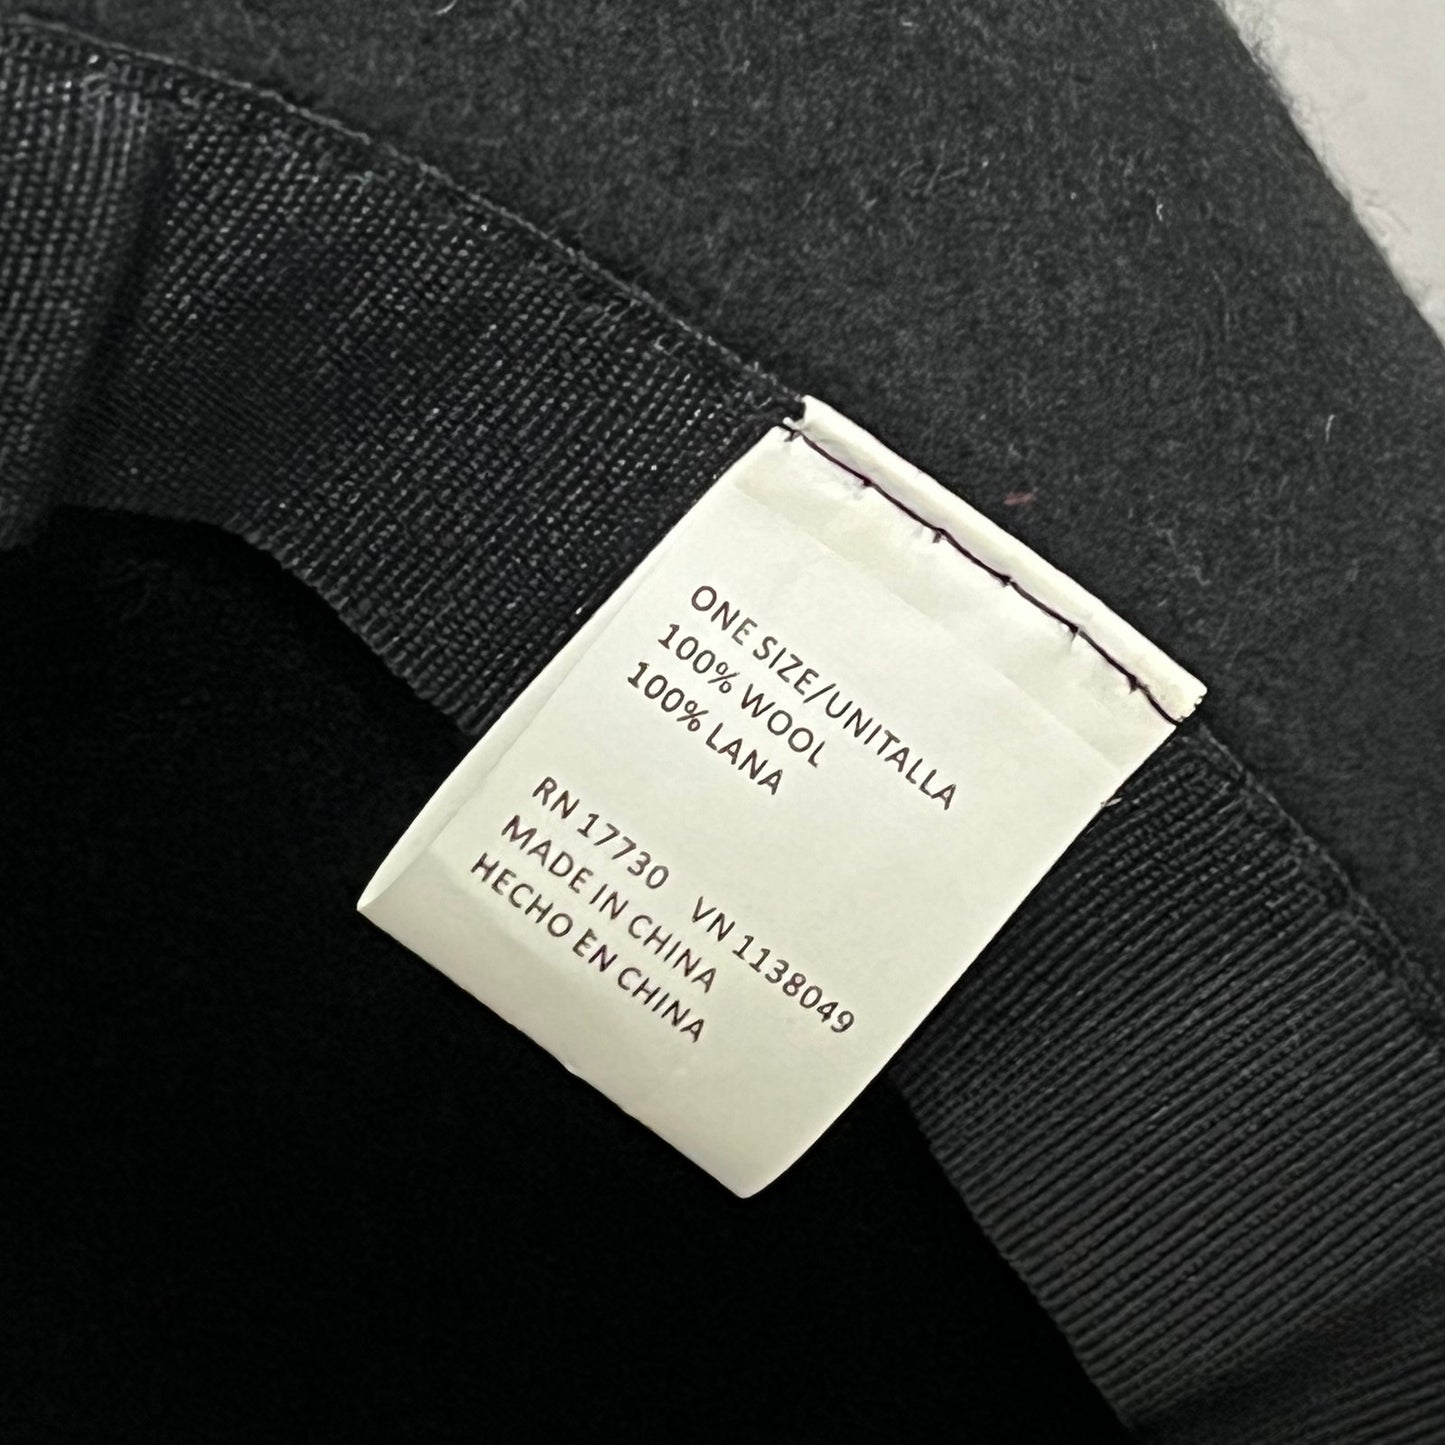 ONE SIZE/UNITALLA
100% WOOL
100% LANA
RN 17730 VN 1138049
MADE IN CHINA
HECHO EN CHINA